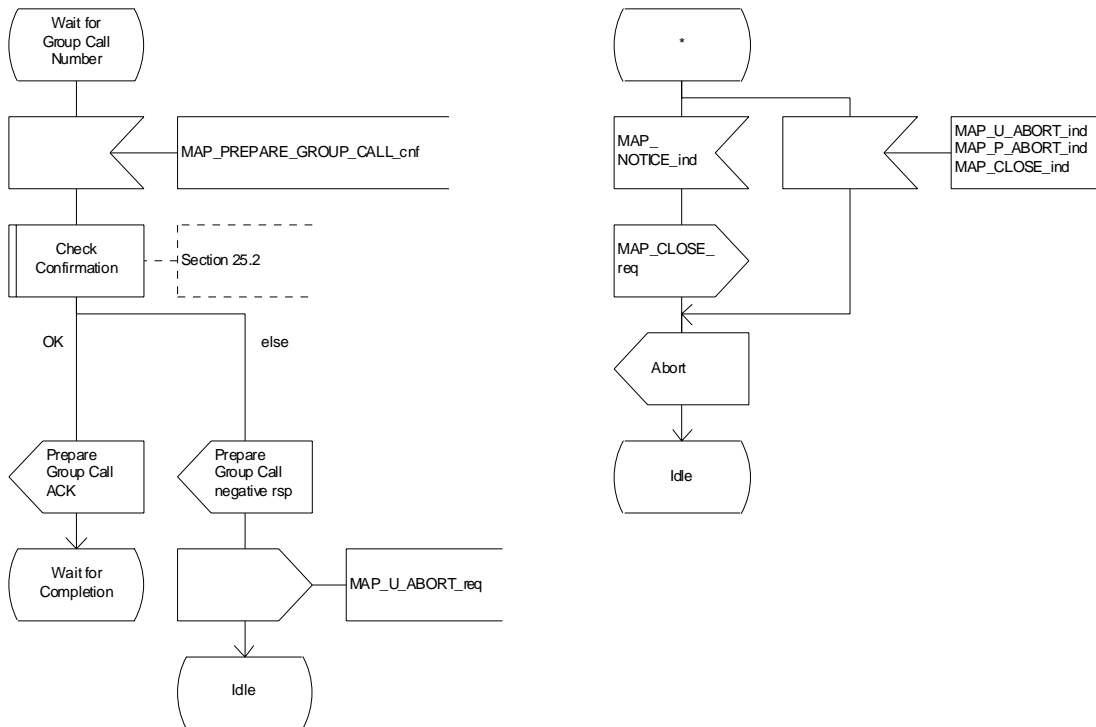 Wait for
Group Call
Number
MAP_PREPARE_GROUP_CALL_cnf
Check
Confirmation
Section 25.2
OK
else
Prepare
Group Call
ACK
Prepare
Group Call
negative rsp
Wait for
Completion
MAP_U_ABORT_req
Idle
*
MAP_
NOTICE_ind
MAP_U_ABORT_ind
MAP_P_ABORT_ind
MAP_CLOSE_ind
MAP_CLOSE_
req
Abort
Idle